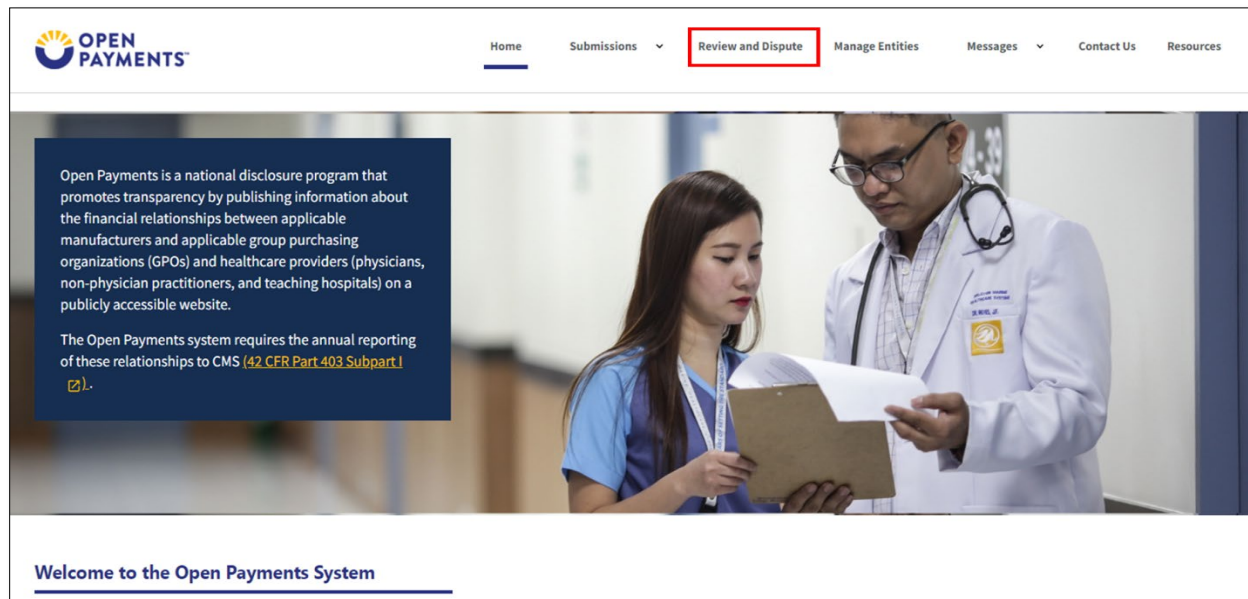 OPEN
PAYMENTS™
Home Submissions Review and Dispute Manage Entities Messages Contact Us Resources
Open Payments is a national disclosure program that
promotes transparency by publishing information about
the financial relationships between applicable
manufacturers and applicable group purchasing
organizations (GPOs) and healthcare providers (physicians,
non-physician practitioners, and teaching hospitals) on a
publicly accessible website.
The Open Payments system requires the annual reporting
of these relationships to CMS (42 CFR Part 403 Subpart I
).
Welcome to the Open Payments System